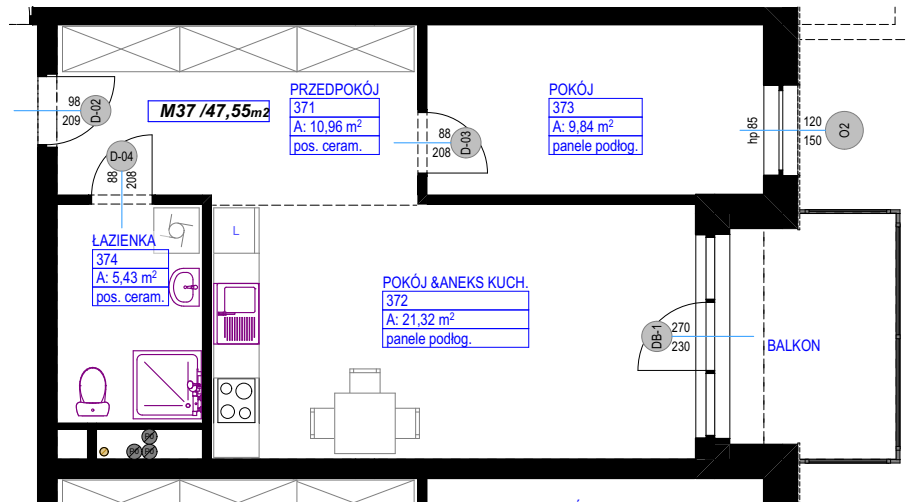 PRZEDPOKÓJ
371
A: 10,96 m²
pos. ceram.
POKÓJ
373
A: 9,84 m²
panele podłog.
M37 /47,55m2
98
209
D-02
88
208
D-03
88
208
D-04
hp 85
120
150
O2
ŁAZIENKA
374
A: 5,43 m²
pos. ceram.
L
POKÓJ &ANEKS KUCH.
372
A: 21,32 m²
panele podłog.
DB-1
270
230
BALKON